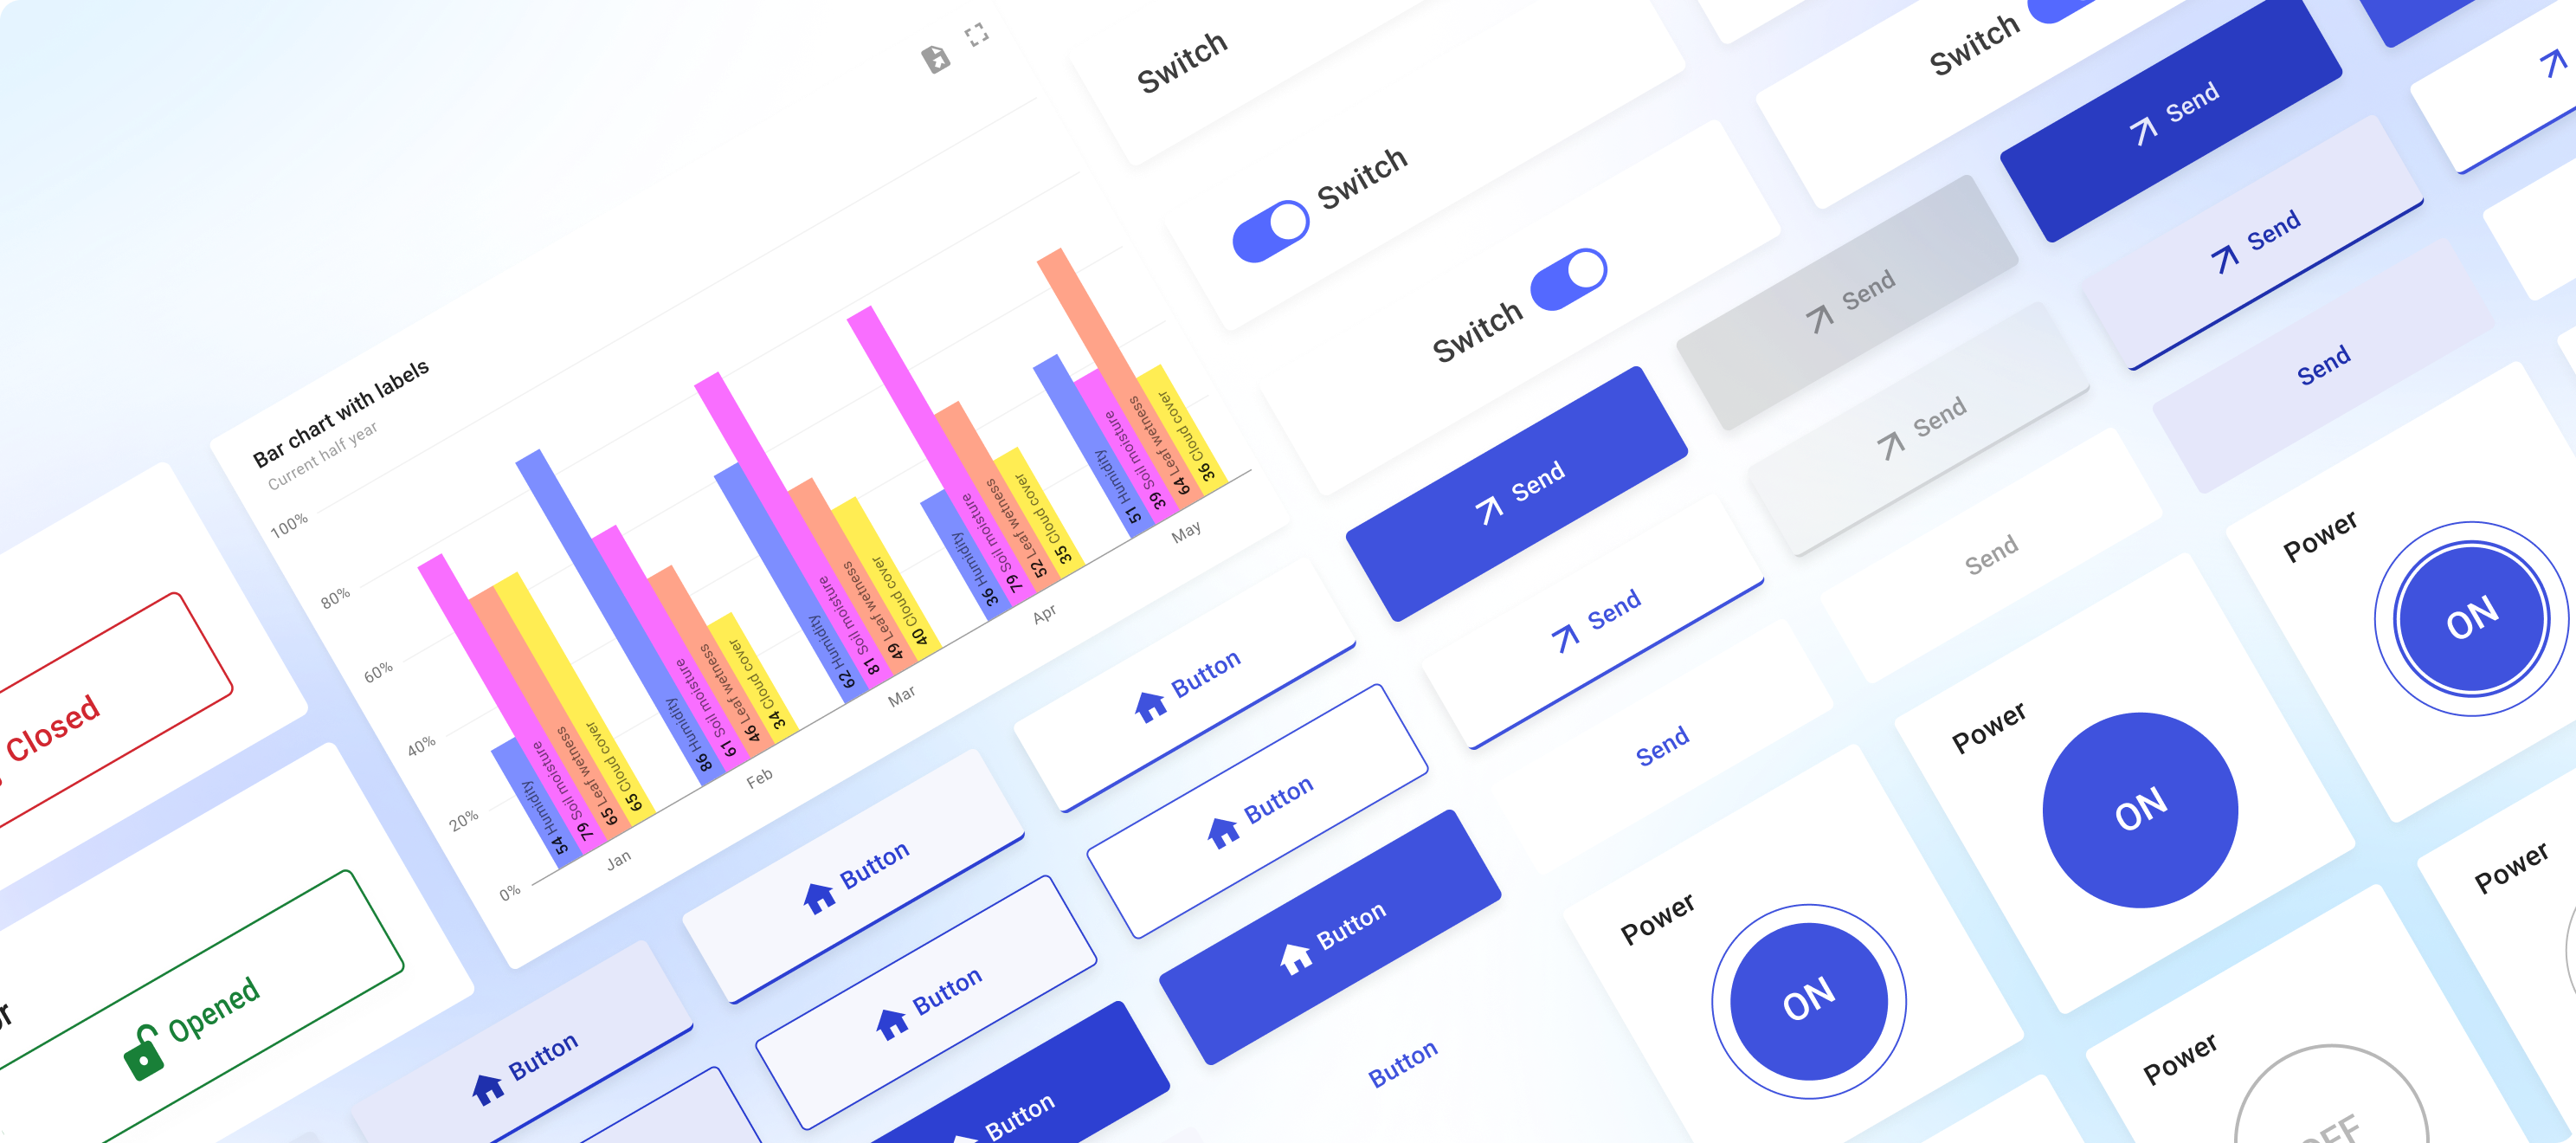 Bar chart with labels
Current half year
100%
80%
60%
40%
20%
0%
54 Humidity
79 Soil moisture
65 Leaf wetness
65 Cloud cover
Jan
86 Humidity
61 Soil moisture
46 Leaf wetness
34 Cloud cover
Feb
62 Humidity
81 Soil moisture
49 Leaf wetness
40 Cloud cover
Mar
36 Humidity
79 Soil moisture
52 Leaf wetness
35 Cloud cover
Apr
51 Humidity
39 Soil moisture
64 Leaf wetness
36 Cloud cover
May
Closed
Opened
Switch
Switch
Switch
Switch
Send
Send
Send
Send
Send
Send
Send
Send
Send
Button
Button
Button
Button
Button
Button
Button
Button
Power
ON
Power
ON
Power
ON
Power
OFF
Power